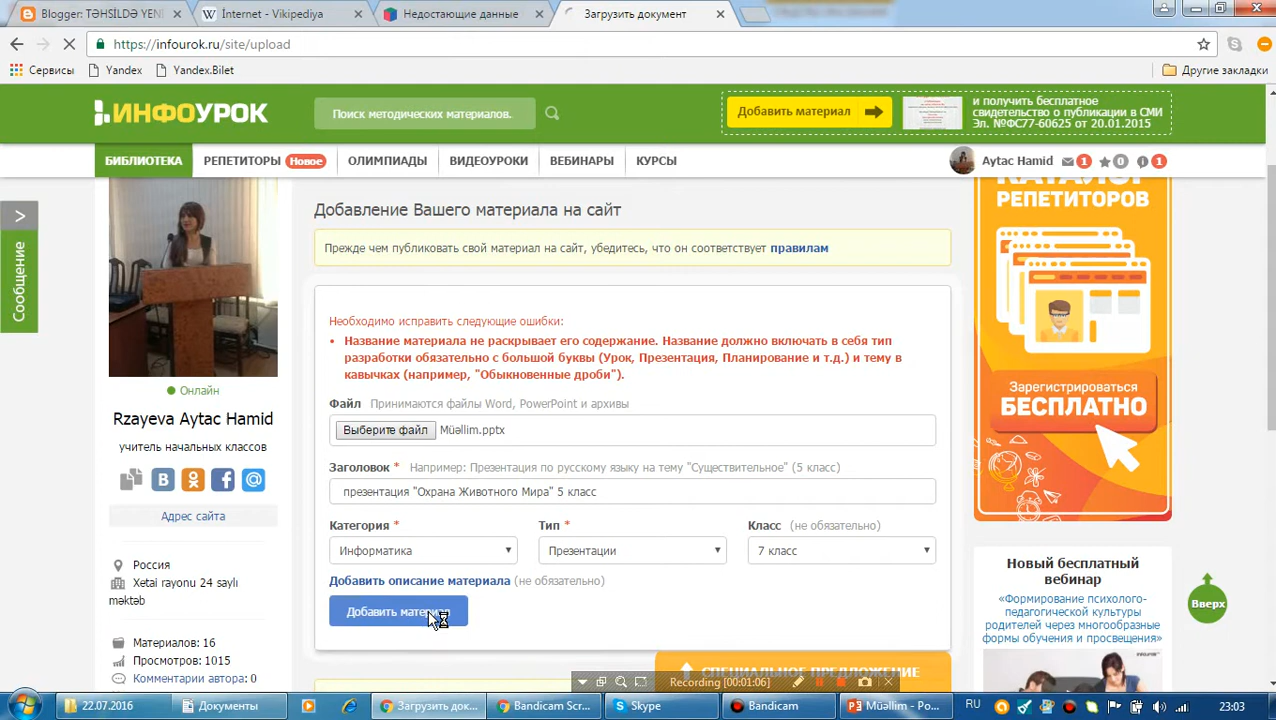 Blogger: TƏHSİLDƏ YENİ
İnternet - Vikipediya
Недостающие данные
Загрузить документ
https://infourok.ru/site/upload
Сервисы
Yandex
Yandex.Bilet
Другие закладки
ИНФОУРОК
Поиск методических материалов.
Добавить материал
и получить бесплатное
свидетельство о публикации в СМИ
Эл. №ФС77-60625 от 20.01.2015
БИБЛИОТЕКА
РЕПЕТИТОРЫ Новое
ОЛИМПИАДЫ
ВИДЕОУРОКИ
ВЕБИНАРЫ
КУРСЫ
Aytac Hamid 1 0 1
Сообщение
Добавление Вашего материала на сайт
Прежде чем публиковать свой материал на сайт, убедитесь, что он соответствует правилам
Необходимо исправить следующие ошибки:
• Название материала не раскрывает его содержание. Название должно включать в себя тип
разработки обязательно с большой буквы (Урок, Презентация, Планирование и т.д.) и тему в
кавычках (например, "Обыкновенные дроби").
Файл Принимаются файлы Word, PowerPoint и архивы
Выберите файл Müəllim.pptx
Заголовок * Например: Презентация по русскому языку на тему "Существительное" (5 класс)
презентация "Охрана Животного Мира" 5 класс
Категория *
Тип *
Класс (не обязательно)
Информатика
Презентации
7 класс
Добавить описание материала (не обязательно)
Добавить
СПЕЦИАЛЬНОЕ ПРЕДЛОЖЕНИЕ
Онлайн
Rzayeva Aytac Hamid
учитель начальных классов
Адрес сайта
Россия
Xetai rayonu 24 saylı
məktəb
Материалов: 16
Просмотров: 1015
Комментарии автора: 0
КАТАЛОГ
РЕПЕТИТОРОВ
Зарегистрироваться
БЕСПЛАТНО
Новый бесплатный
вебинар
«Формирование психолого-
педагогической культуры
родителей через многообразные
формы обучения и просвещения»
Вверх
Recording [00:01:06]
22.07.2016
Документы
Загрузить док...
Bandicam Scr...
Skype
Bandicam
Müəllim - Po...
RU
23:03